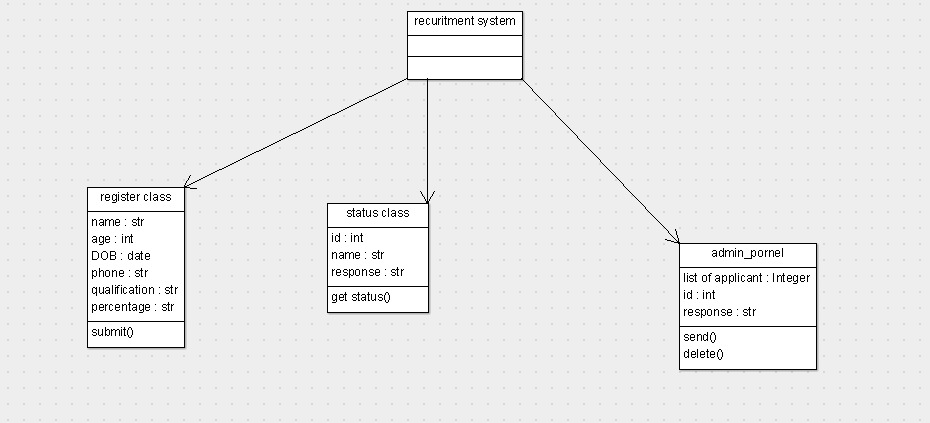 recuritment system
register class
name : str
age : int
DOB : date
phone : str
qualification : str
percentage : str
submit()
status class
id : int
name : str
response : str
get status()
admin_pornel
list of applicant : Integer
id : int
response : str
send()
delete()